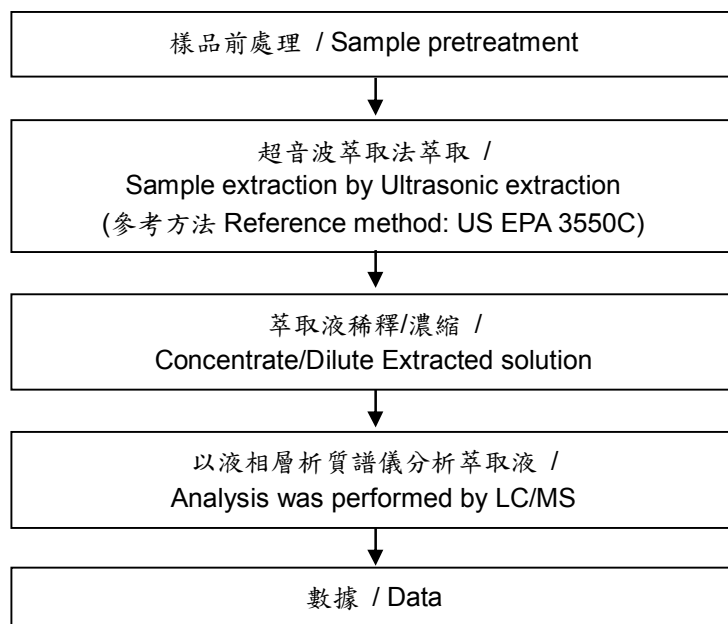 樣品前處理 / Sample pretreatment
超音波萃取法萃取 /
Sample extraction by Ultrasonic extraction
(參考方法 Reference method: US EPA 3550C)
萃取液稀釋/濃縮 /
Concentrate/Dilute Extracted solution
以液相層析質譜儀分析萃取液 /
Analysis was performed by LC/MS
數據 / Data